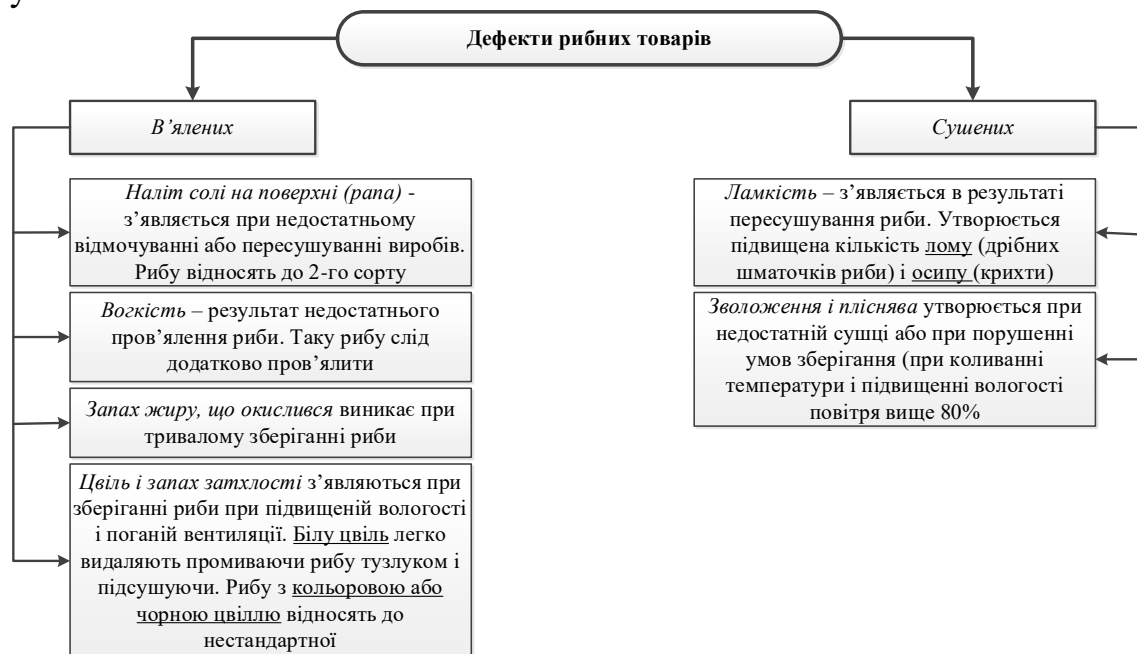 у
Дефекти рибних товарів
В’ялених
Наліт солі на поверхні (рапа) -
з’являється при недостатньому
відмочуванні або пересушуванні виробів.
Рибу відносять до 2-го сорту
Вогкість – результат недостатнього
пров’ялення риби. Таку рибу слід
додатково пров’ялити
Запах жиру, що окислився виникає при
тривалому зберіганні риби
Цвіль і запах затхлості з’являються при
зберіганні риби при підвищеній вологості
і поганій вентиляції. Білу цвіль легко
видаляють промиваючи рибу тузлуком і
підсушуючи. Рибу з кольоровою або
чорною цвіллю відносять до
нестандартної
Сушених
Ламкість – з’являється в результаті
пересушування риби. Утворюється
підвищена кількість лому (дрібних
шматочків риби) і осипу (крихти)
Зволоження і пліснява утворюється при
недостатній сушці або при порушенні
умов зберігання (при коливанні
температури і підвищенні вологості
повітря вище 80%